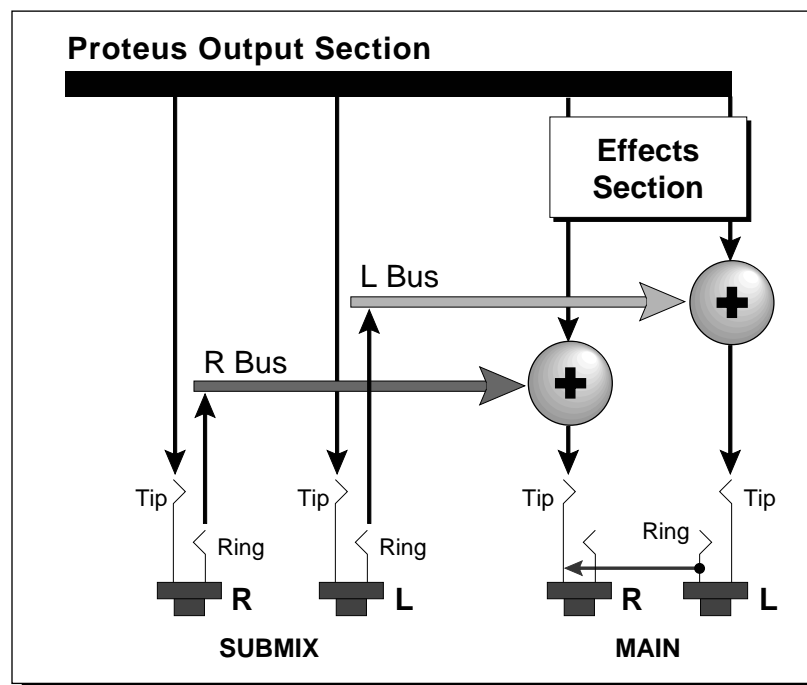 Proteus Output Section
Effects
Section
L Bus
R Bus
Tip
Tip
Tip
Tip
Ring
Ring
Ring
R
L
R
L
SUBMIX
MAIN